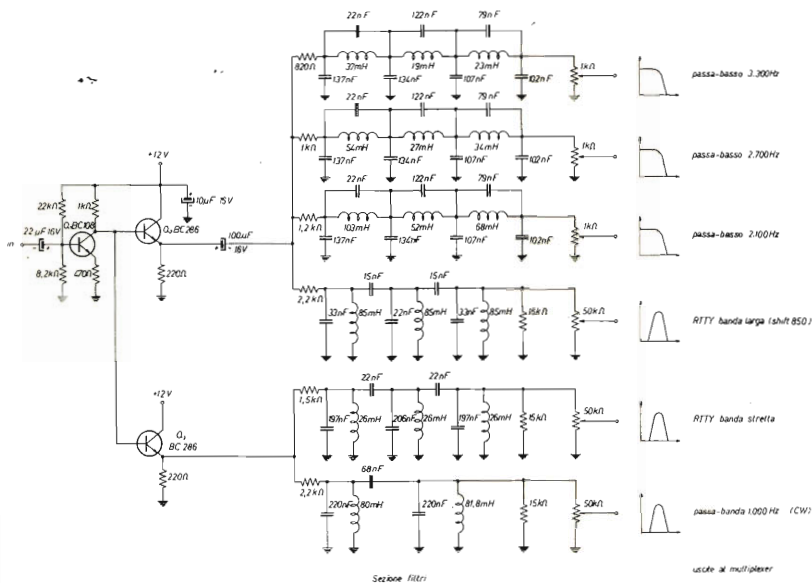 22nF 122nF 79nF
820Ω 37mH 19mH 23mH 1kΩ
137nF 134nF 107nF 102nF
passa-basso 3.300Hz
22nF 122nF 79nF
1kΩ 54mH 27mH 34mH 1kΩ
137nF 134nF 107nF 102nF
passa-basso 2.700Hz
22nF 122nF 79nF
1,2kΩ 103mH 52mH 68mH 1kΩ
137nF 134nF 107nF 102nF
passa-basso 2.100Hz
+12V
22kΩ 1kΩ 10µF 15V
22µF 16V BC108 BC286 100µF 16V
in
8,2kΩ 470Ω 220Ω
15nF 15nF
2,2kΩ
33nF 85mH 22nF 85mH 33nF 85mH 18kΩ 50kΩ
RTTY banda larga (shift 850)
22nF 22nF
1,5kΩ
197nF 26mH 206nF 26mH 197nF 26mH 15kΩ 50kΩ
RTTY banda stretta
+12V
Q3
BC286
220Ω
68nF
2,2kΩ
220nF 80mH 220nF 81,8mH 15kΩ 50kΩ
passa-banda 1.000 Hz (CW)
uscite al multiplexer
Sezione filtri